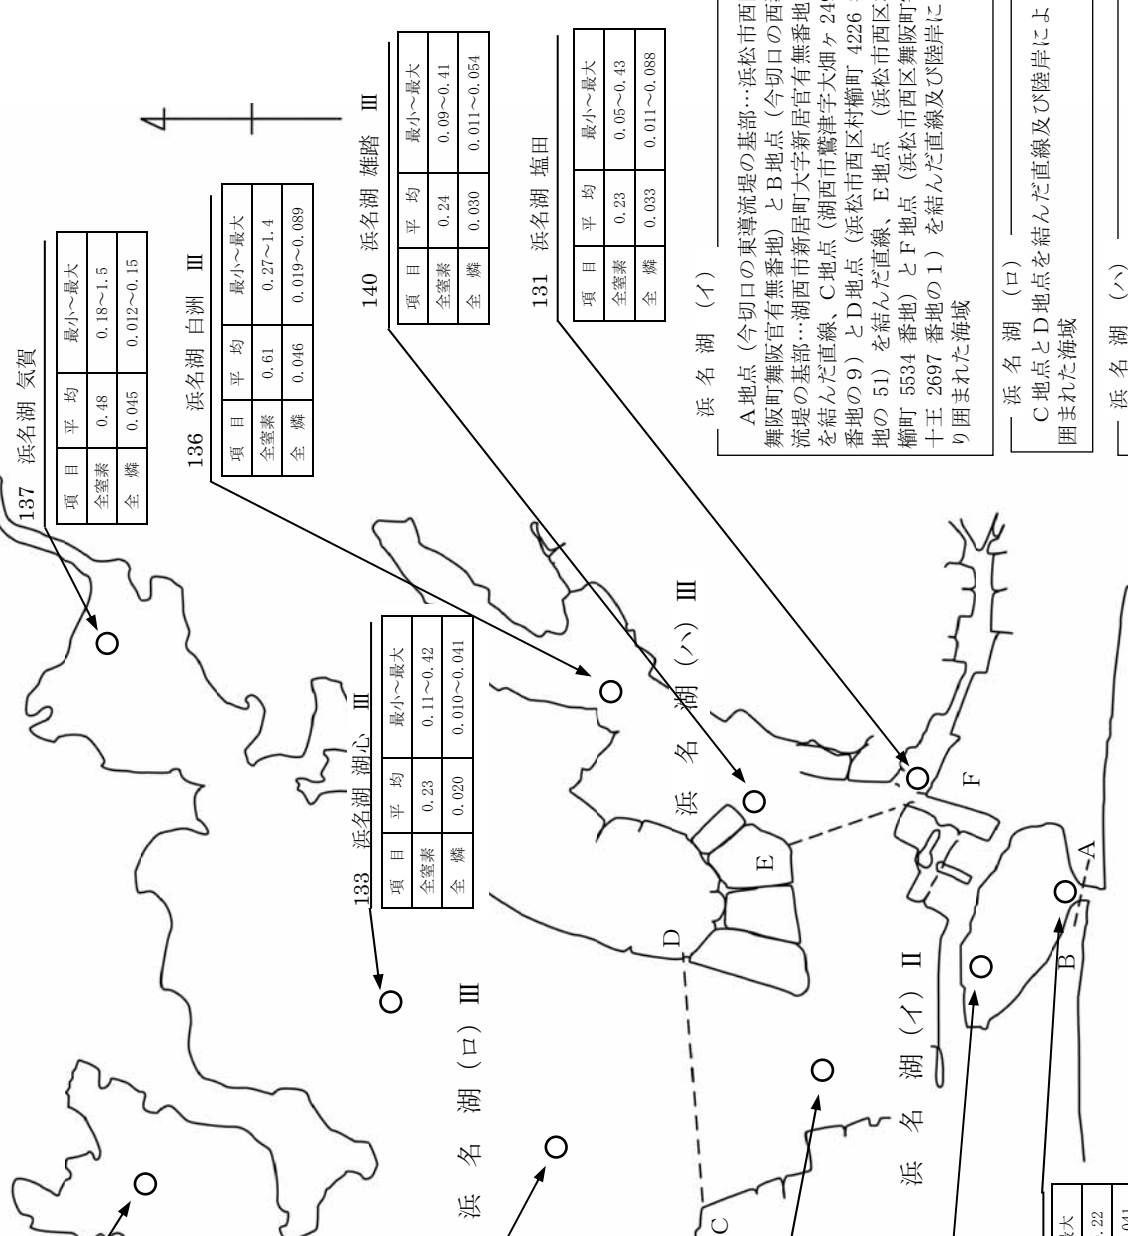 137 浜名湖 気賀
項 目 平 均 最小～最大
全窒素 0.48 0.18～1.5
全 燐 0.045 0.012～0.15
136 浜名湖 白洲 Ⅲ
項 目 平 均 最小～最大
全窒素 0.61 0.27～1.4
全 燐 0.046 0.019～0.089
140 浜名湖 雄踏 Ⅲ
項 目 平 均 最小～最大
全窒素 0.24 0.09～0.41
全 燐 0.030 0.011～0.054
131 浜名湖 塩田
項 目 平 均 最小～最大
全窒素 0.23 0.05～0.43
全 燐 0.033 0.011～0.088
133 浜名湖 湖心 Ⅲ
項 目 平 均 最小～最大
全窒素 0.23 0.11～0.42
全 燐 0.020 0.010～0.041
浜 名 湖 （ロ） Ⅲ
浜 名 湖 （ハ） Ⅲ
浜 名 湖 （イ） Ⅱ
A
B
C
D
E
F
浜 名 湖 （イ）
A地点（今切口の東導流堤の基部…浜松市西
舞阪町舞阪官有無番地）とB地点（今切口の西
流堤の基部…湖西市新居町大字新居官有無番地
を結んだ直線、C地点（湖西市鷲津字大畑ヶ 249
番地の９）とD地点（浜松市西区村櫛町 4226
地の 51）を結んだ直線、E地点 （浜松市西区
櫛町 5534 番地）とF地点（浜松市西区舞阪町
十王 2697 番地の１）を結んだ直線及び陸岸に
り囲まれた海域
浜 名 湖 （ロ）
C地点とD地点を結んだ直線及び陸岸によ
囲まれた海域
浜 名 湖 （ハ）
最大
.22
.041